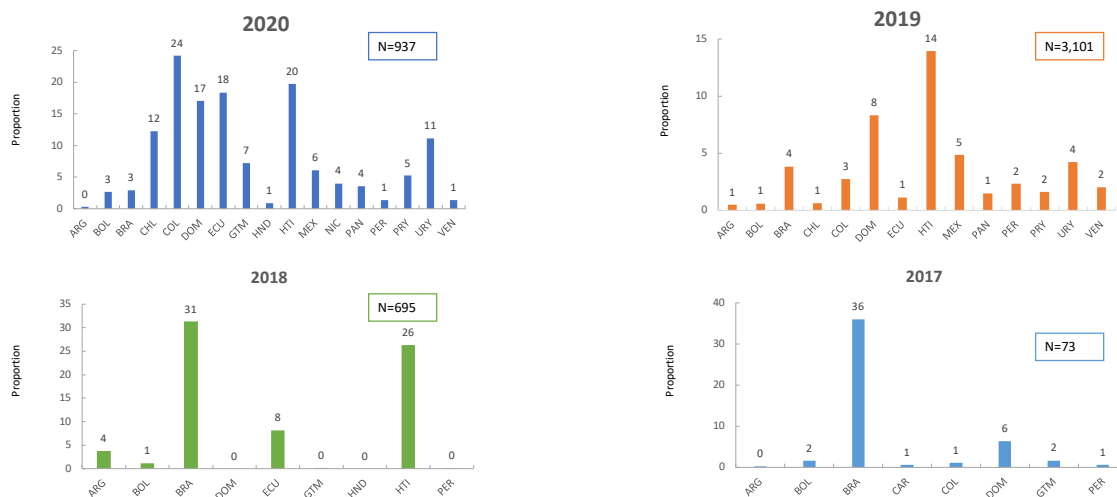 2020
N=937
Proportion
25
20
15
10
5
0
0 3 3 12 24 17 18 7 1 20 6 4 4 1 5 11 1
ARG BOL BRA CHL COL DOM ECU GTM HND HTI MEX NIC PAN PER PRY URY VEN
2019
N=3,101
Proportion
15
10
5
0
1 1 4 1 3 8 1 14 5 1 2 2 4 2
ARG BOL BRA CHL COL DOM ECU HTI MEX PAN PER PRY URY VEN
2018
N=695
Proportion
35
30
25
20
15
10
5
0
4 1 31 0 8 0 0 26 0
ARG BOL BRA DOM ECU GTM HND HTI PER
2017
N=73
Proportion
40
30
20
10
0
0 2 36 1 1 6 2 1
ARG BOL BRA CAR COL DOM GTM PER